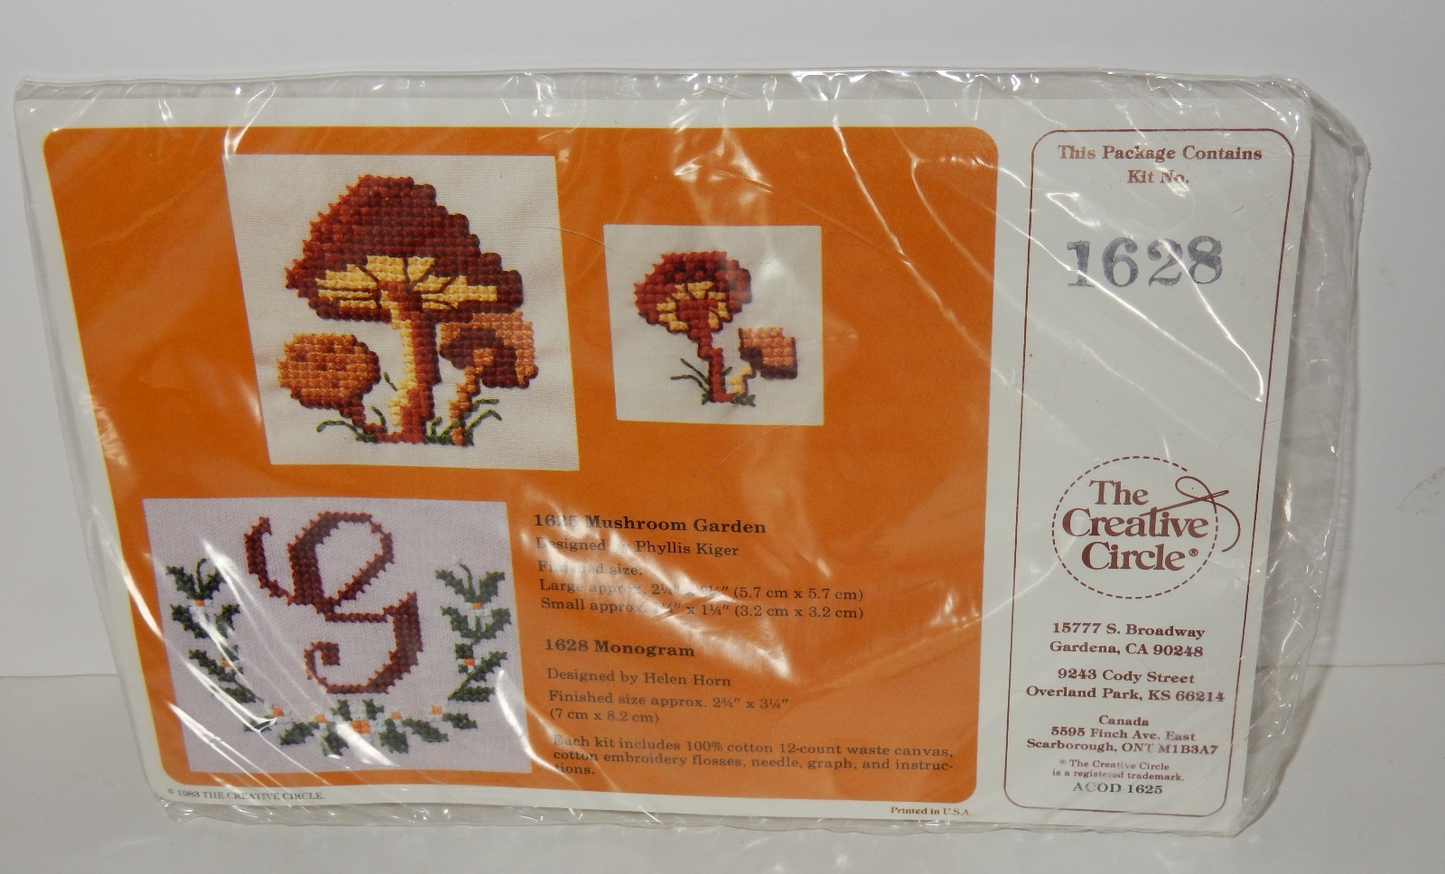 This Package Contains
Kit No.
1628
The
Creative
Circle®
15777 S. Broadway
Gardena, CA 90248
9243 Cody Street
Overland Park, KS 66214
Canada
5595 Finch Ave. East
Scarborough, ONT M1B3A7
® The Creative Circle
is a registered trademark.
ACOD 1625
G
1625 Mushroom Garden
Designed by Phyllis Kiger
Finished size:
Large approx. 2¼" x 2¼" (5.7 cm x 5.7 cm)
Small approx. 1¼" x 1¼" (3.2 cm x 3.2 cm)
1628 Monogram
Designed by Helen Horn
Finished size approx. 2¾" x 3¼"
(7 cm x 8.2 cm)
Each kit includes 100% cotton 12-count waste canvas,
cotton embroidery flosses, needle, graph, and instruc-
tions.
© 1983 THE CREATIVE CIRCLE.
Printed in U.S.A.